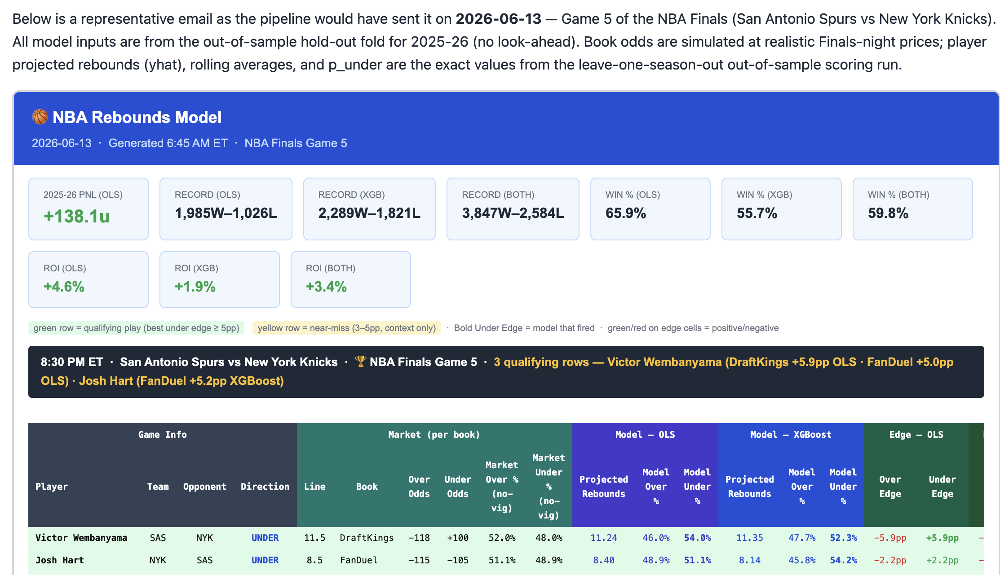 Below is a representative email as the pipeline would have sent it on 2026-06-13 — Game 5 of the NBA Finals (San Antonio Spurs vs New York Knicks).
All model inputs are from the out-of-sample hold-out fold for 2025-26 (no look-ahead). Book odds are simulated at realistic Finals-night prices; player
projected rebounds (yhat), rolling averages, and p_under are the exact values from the leave-one-season-out out-of-sample scoring run.
🏀 NBA Rebounds Model
2026-06-13 · Generated 6:45 AM ET · NBA Finals Game 5
2025-26 PNL (OLS)
+138.1u
RECORD (OLS)
1,985W–1,026L
RECORD (XGB)
2,289W–1,821L
RECORD (BOTH)
3,847W–2,584L
WIN % (OLS)
65.9%
WIN % (XGB)
55.7%
WIN % (BOTH)
59.8%
ROI (OLS)
+4.6%
ROI (XGB)
+1.9%
ROI (BOTH)
+3.4%
green row = qualifying play (best under edge ≥ 5pp) yellow row = near-miss (3–5pp, context only) · Bold Under Edge = model that fired · green/red on edge cells = positive/negative
8:30 PM ET · San Antonio Spurs vs New York Knicks · 🏆 NBA Finals Game 5 · 3 qualifying rows — Victor Wembanyama (DraftKings +5.9pp OLS · FanDuel +5.0pp
OLS) · Josh Hart (FanDuel +5.2pp XGBoost)
Game Info Market (per book) Model — OLS Model — XGBoost Edge — OLS
Player Team Opponent Direction Line Book Over Odds Under Odds Market Over % (no-vig) Market Under % (no-vig) Projected Rebounds Model Over % Model Under % Projected Rebounds Model Over % Model Under % Over Edge Under Edge
Victor Wembanyama SAS NYK UNDER 11.5 DraftKings −118 +100 52.0% 48.0% 11.24 46.0% 54.0% 11.35 47.7% 52.3% −5.9pp +5.9pp −
Josh Hart NYK SAS UNDER 8.5 FanDuel −115 −105 51.1% 48.9% 8.40 48.9% 51.1% 8.14 45.8% 54.2% −2.2pp +2.2pp −